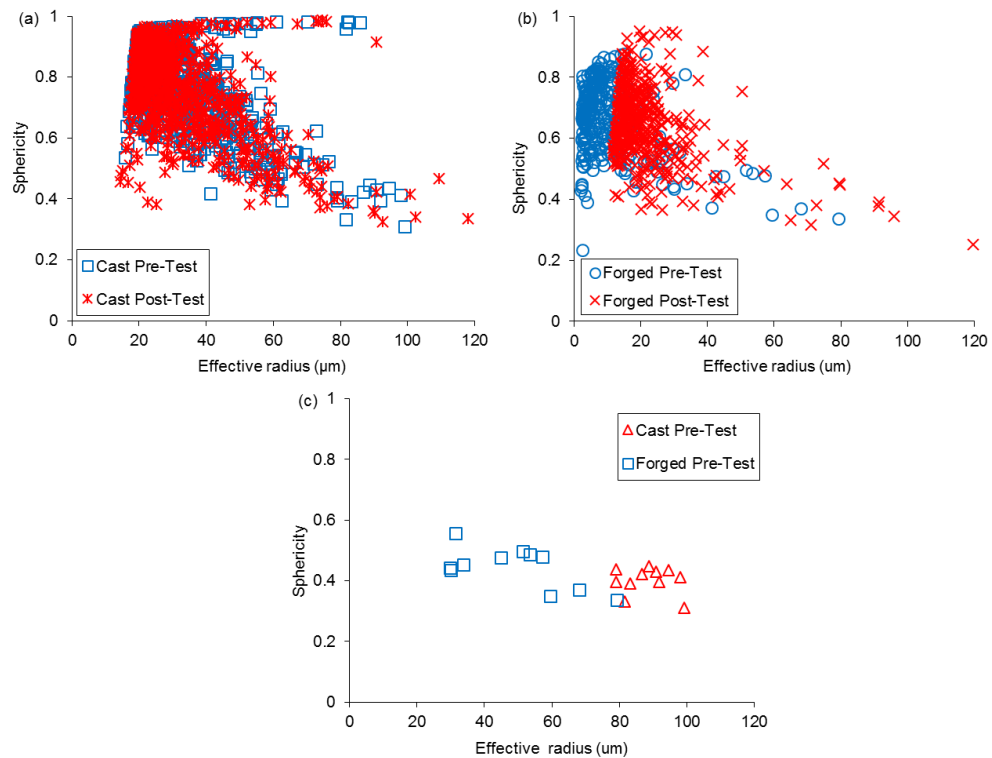 (a)
1
0.8
0.6
0.4
0.2
0
Sphericity
Cast Pre-Test
Cast Post-Test
0 20 40 60 80 100 120
Effective radius (µm)
(b)
1
0.8
0.6
0.4
0.2
0
Sphericity
Forged Pre-Test
Forged Post-Test
0 20 40 60 80 100 120
Effective radius (um)
(c)
1
0.8
0.6
0.4
0.2
0
Sphericity
Cast Pre-Test
Forged Pre-Test
0 20 40 60 80 100 120
Effective radius (um)